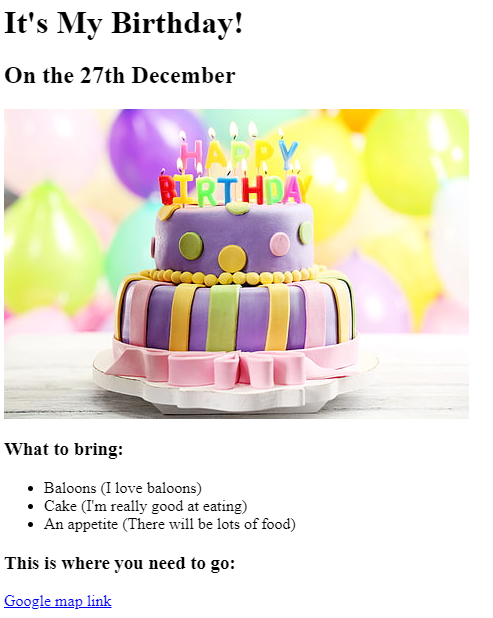 It's My Birthday!
On the 27th December
HAPPY
BIRTHDAY
What to bring:
Baloons (I love baloons)
Cake (I'm really good at eating)
An appetite (There will be lots of food)
This is where you need to go:
Google map link